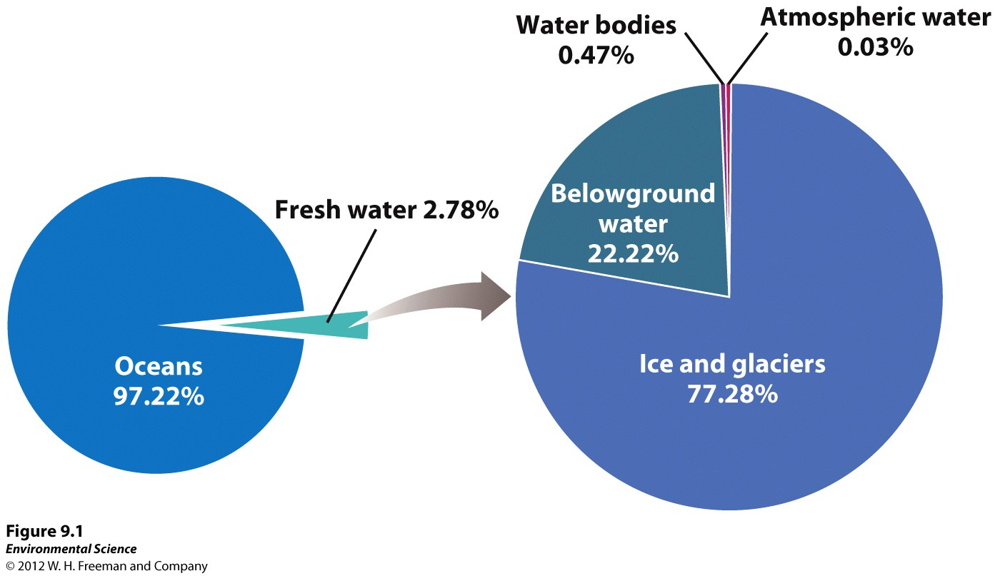 Water bodies
0.47%
Atmospheric water
0.03%
Fresh water 2.78%
Belowground
water
22.22%
Oceans
97.22%
Ice and glaciers
77.28%
Figure 9.1
Environmental Science
© 2012 W. H. Freeman and Company